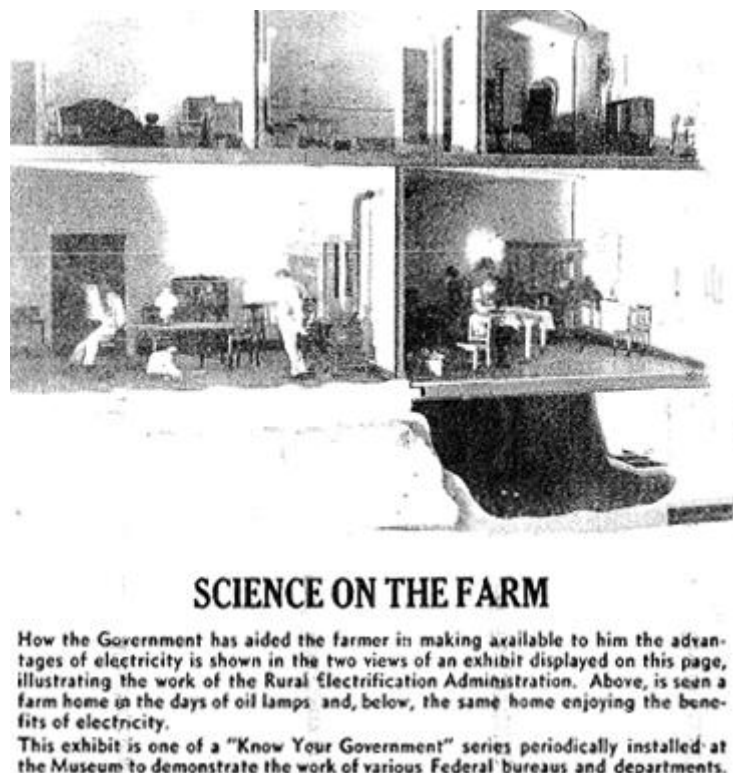 SCIENCE ON THE FARM
How the Government has aided the farmer in making available to him the advan-
tages of electricity is shown in the two views of an exhibit displayed on this page,
illustrating the work of the Rural Electrification Administration. Above, is seen a
farm home in the days of oil lamps and, below, the same home enjoying the bene-
fits of electricity.
This exhibit is one of a "Know Your Government" series periodically installed at
the Museum to demonstrate the work of various Federal bureaus and departments.